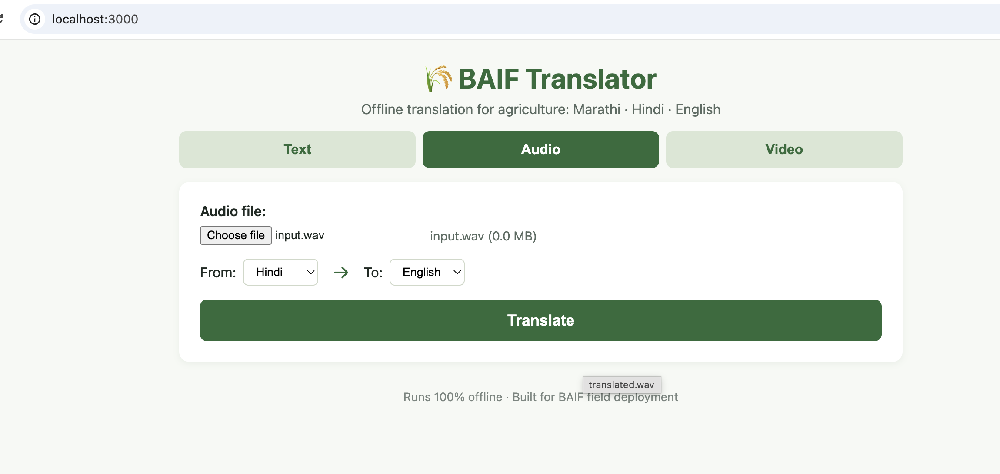 localhost:3000
BAIF Translator
Offline translation for agriculture: Marathi · Hindi · English
Text
Audio
Video
Audio file:
Choose file input.wav
input.wav (0.0 MB)
From: Hindi → To: English
Translate
translated.wav
Runs 100% offline · Built for BAIF field deployment